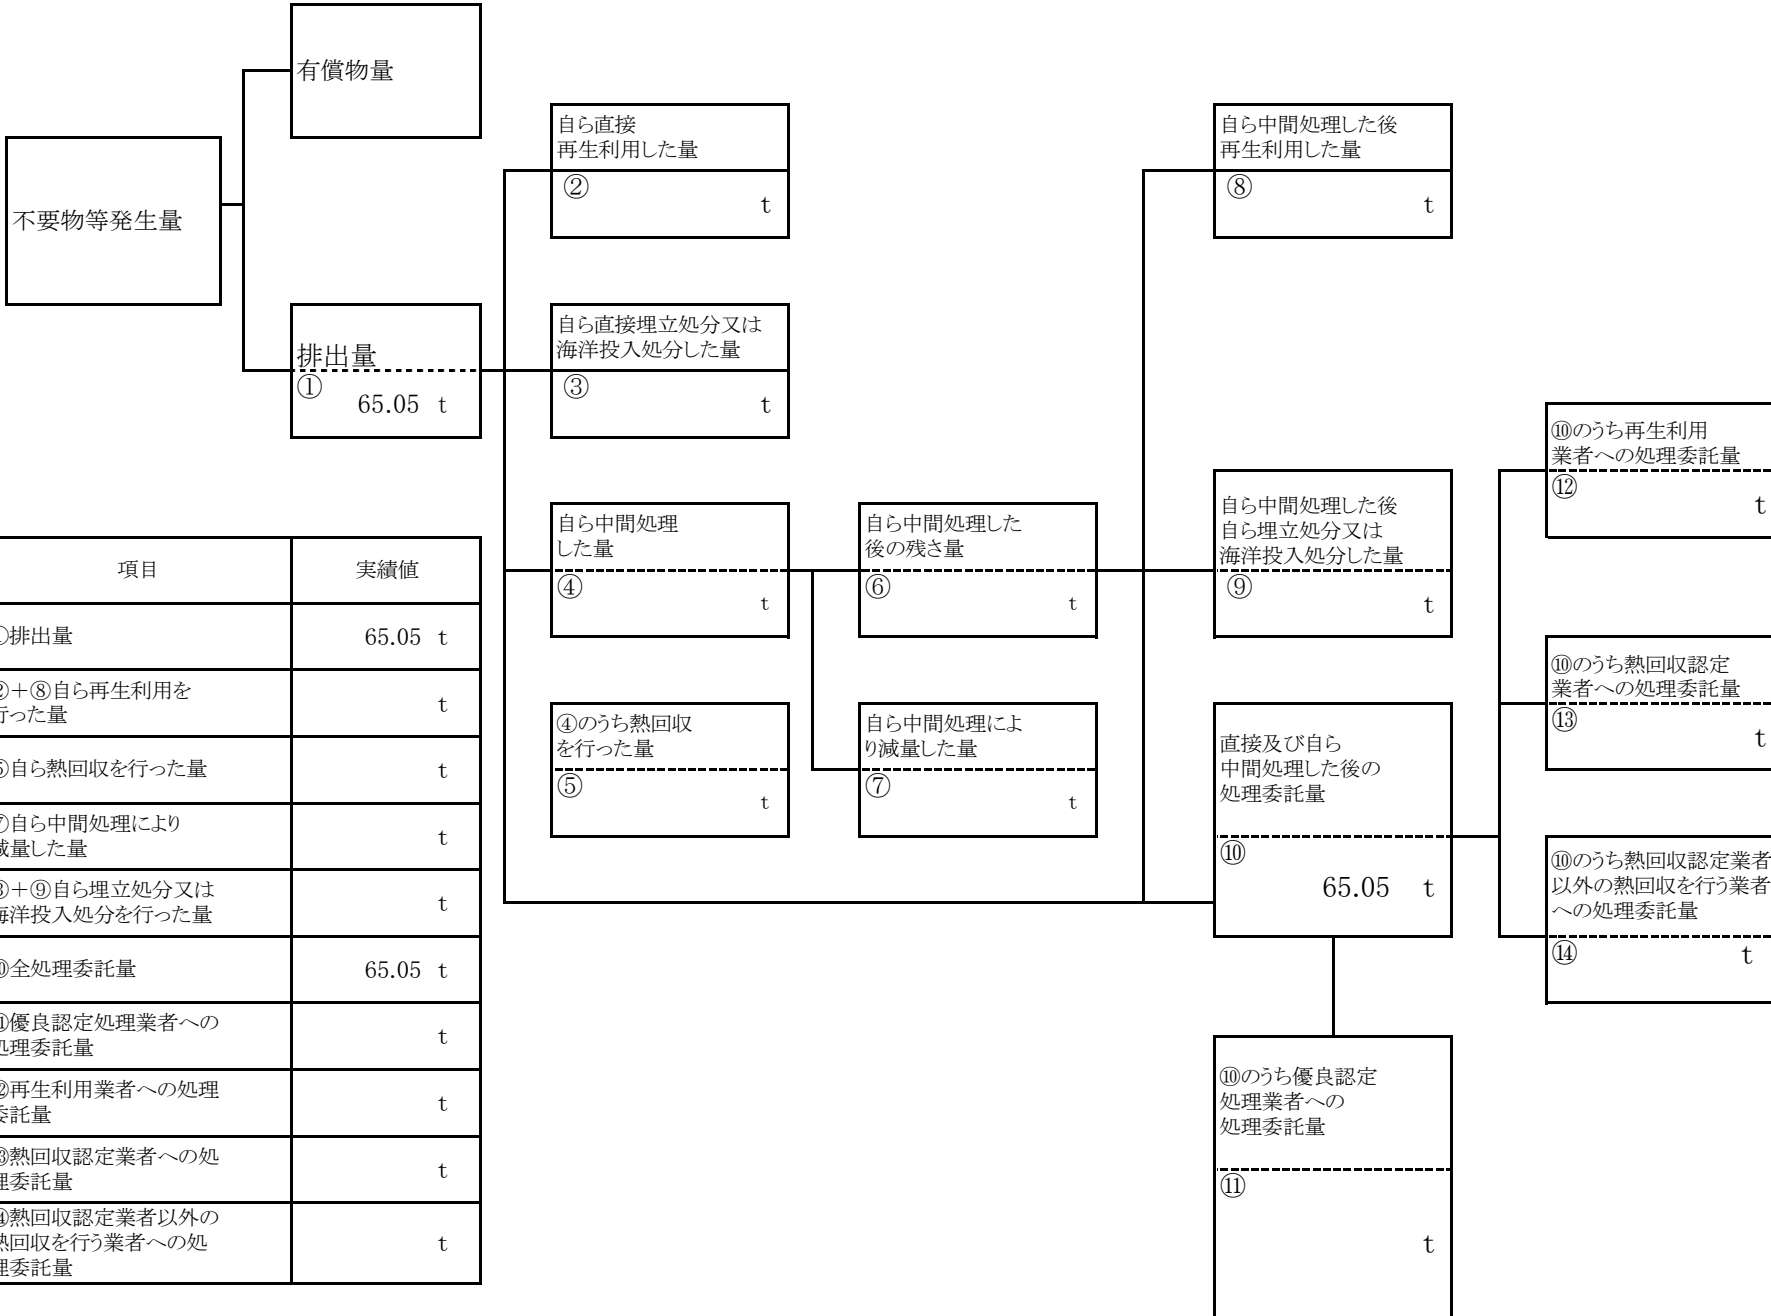 有償物量
不要物等発生量
排出量
①
65.05 t
自ら直接
再生利用した量
②
t
自ら直接埋立処分又は
海洋投入処分した量
③
t
自ら中間処理
した量
④
t
④のうち熱回収
を行った量
⑤
t
自ら中間処理した
後の残さ量
⑥
t
自ら中間処理によ
り減量した量
⑦
t
自ら中間処理した後
再生利用した量
⑧
t
自ら中間処理した後
自ら埋立処分又は
海洋投入処分した量
⑨
t
直接及び自ら
中間処理した後の
処理委託量
⑩
65.05 t
⑩のうち優良認定
処理業者への
処理委託量
⑪
t
⑩のうち再生利用
業者への処理委託量
⑫
t
⑩のうち熱回収認定
業者への処理委託量
⑬
t
⑩のうち熱回収認定業者
以外の熱回収を行う業者
への処理委託量
⑭
t
項目 実績値
①排出量 65.05 t
②+⑧自ら再生利用を
行った量
t
⑤自ら熱回収を行った量 t
⑦自ら中間処理により
減量した量
t
③+⑨自ら埋立処分又は
海洋投入処分を行った量
t
⑩全処理委託量 65.05 t
⑪優良認定処理業者への
処理委託量
t
⑫再生利用業者への処理
委託量
t
⑬熱回収認定業者への処
理委託量
t
⑭熱回収認定業者以外の
熱回収を行う業者への処
理委託量
t